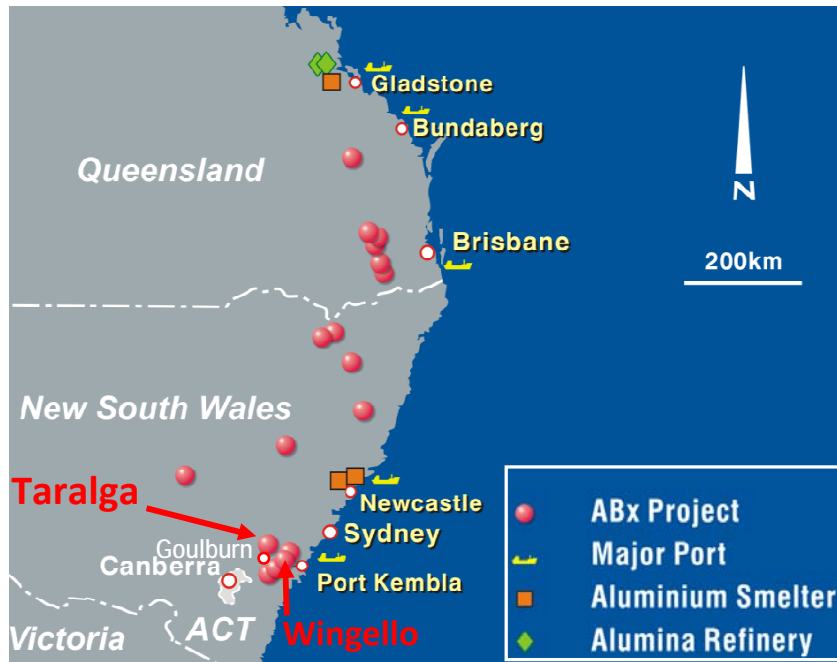 Gladstone
Bundaberg
Queensland
Brisbane
N
200km
New South Wales
Taralga
Newcastle
Sydney
Goulburn
Canberra
Port Kembla
ACT
Wingello
Victoria
ABx Project
Major Port
Aluminium Smelter
Alumina Refinery